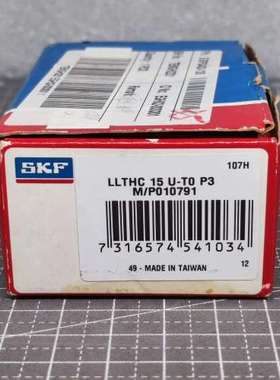 SKF
107H
LLTHC 15 U-T0 P3
M/P010791
7 316574 541034
49 - MADE IN TAIWAN
12